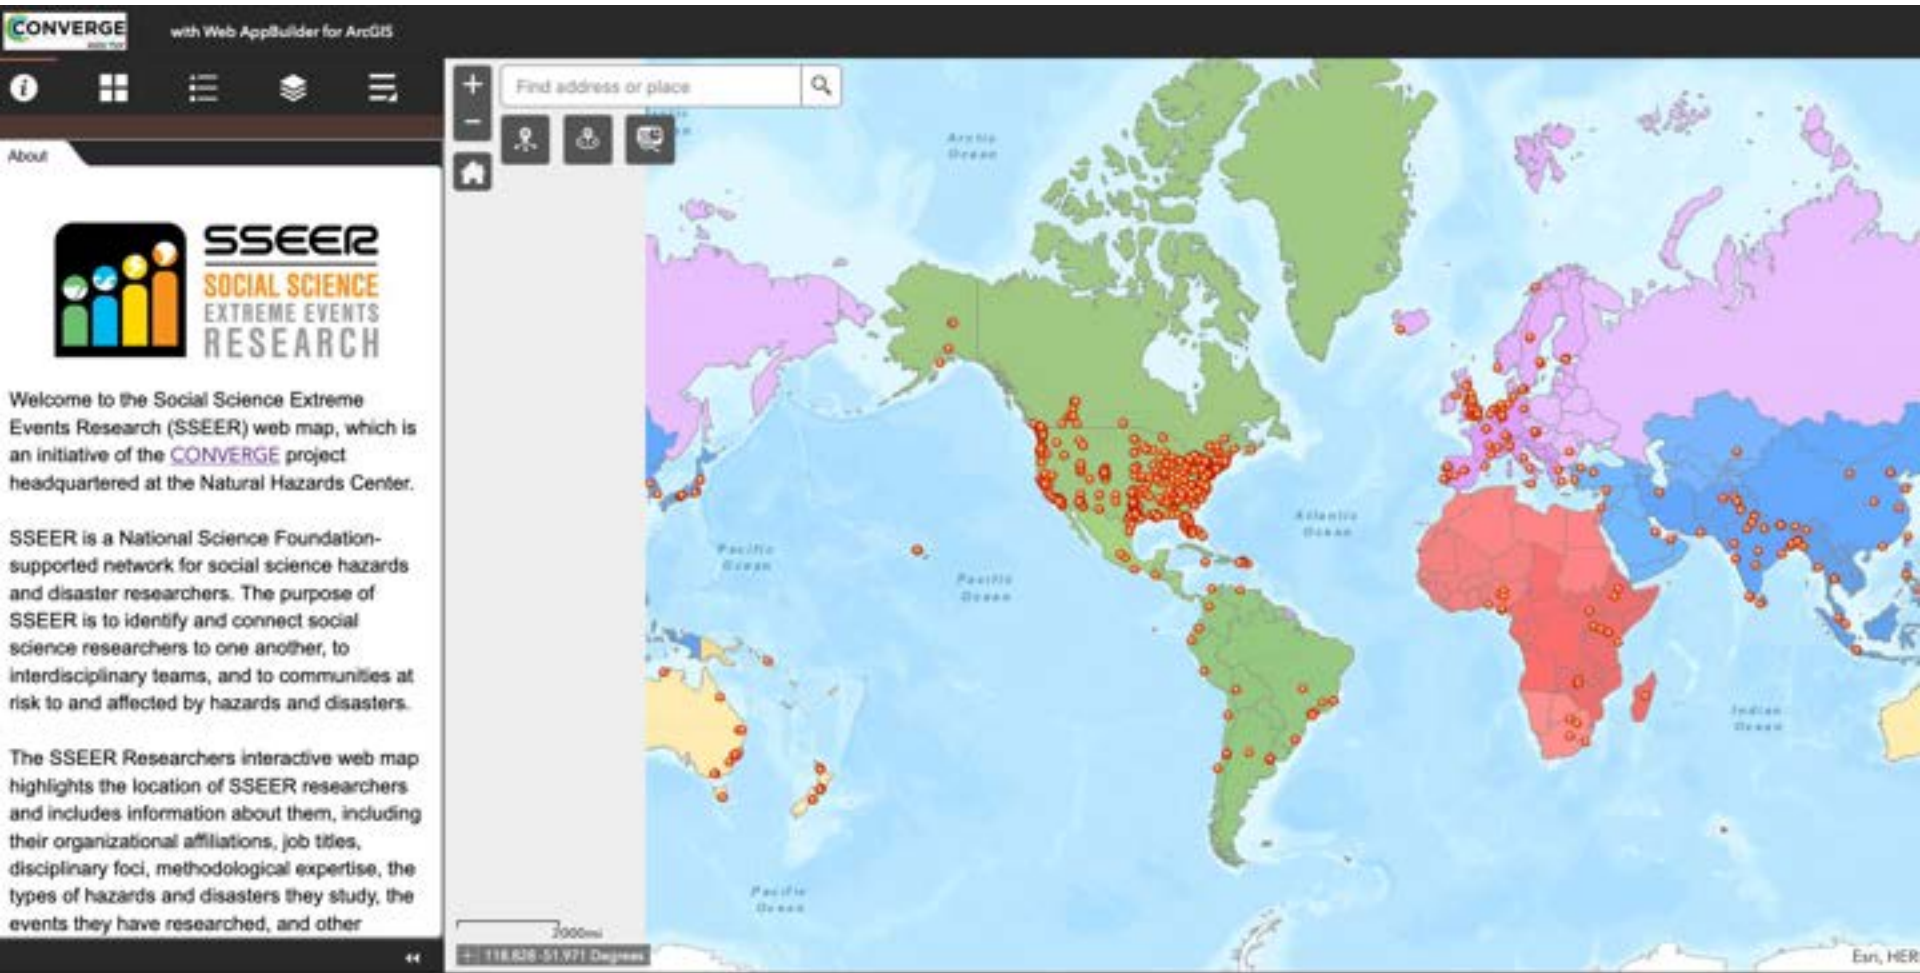 CONVERGE
with Web AppBuilder for ArcGIS
Find address or place
About
SSEER
SOCIAL SCIENCE
EXTREME EVENTS
RESEARCH
Welcome to the Social Science Extreme
Events Research (SSEER) web map, which is
an initiative of the CONVERGE project
headquartered at the Natural Hazards Center.
SSEER is a National Science Foundation-
supported network for social science hazards
and disaster researchers. The purpose of
SSEER is to identify and connect social
science researchers to one another, to
interdisciplinary teams, and to communities at
risk to and affected by hazards and disasters.
The SSEER Researchers interactive web map
highlights the location of SSEER researchers
and includes information about them, including
their organizational affiliations, job titles,
disciplinary foci, methodological expertise, the
types of hazards and disasters they study, the
events they have researched, and other
Arctic
Ocean
Atlantic
Ocean
Pacific
Ocean
Pacific
Ocean
Indian
Ocean
Pacific
Ocean
2000mi
118.828 -51.971 Degrees
Esri, HER